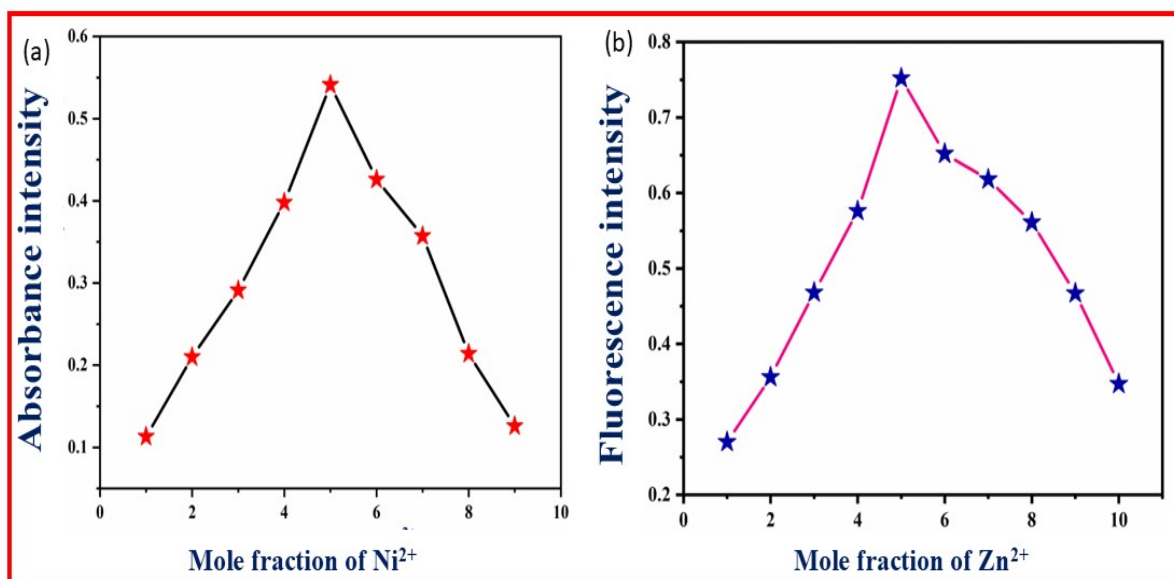 (a)
Absorbance intensity
0.6
0.5
0.4
0.3
0.2
0.1
0 2 4 6 8 10
Mole fraction of Ni²⁺
(b)
Fluorescence intensity
0.8
0.7
0.6
0.5
0.4
0.3
0.2
0 2 4 6 8 10
Mole fraction of Zn²⁺